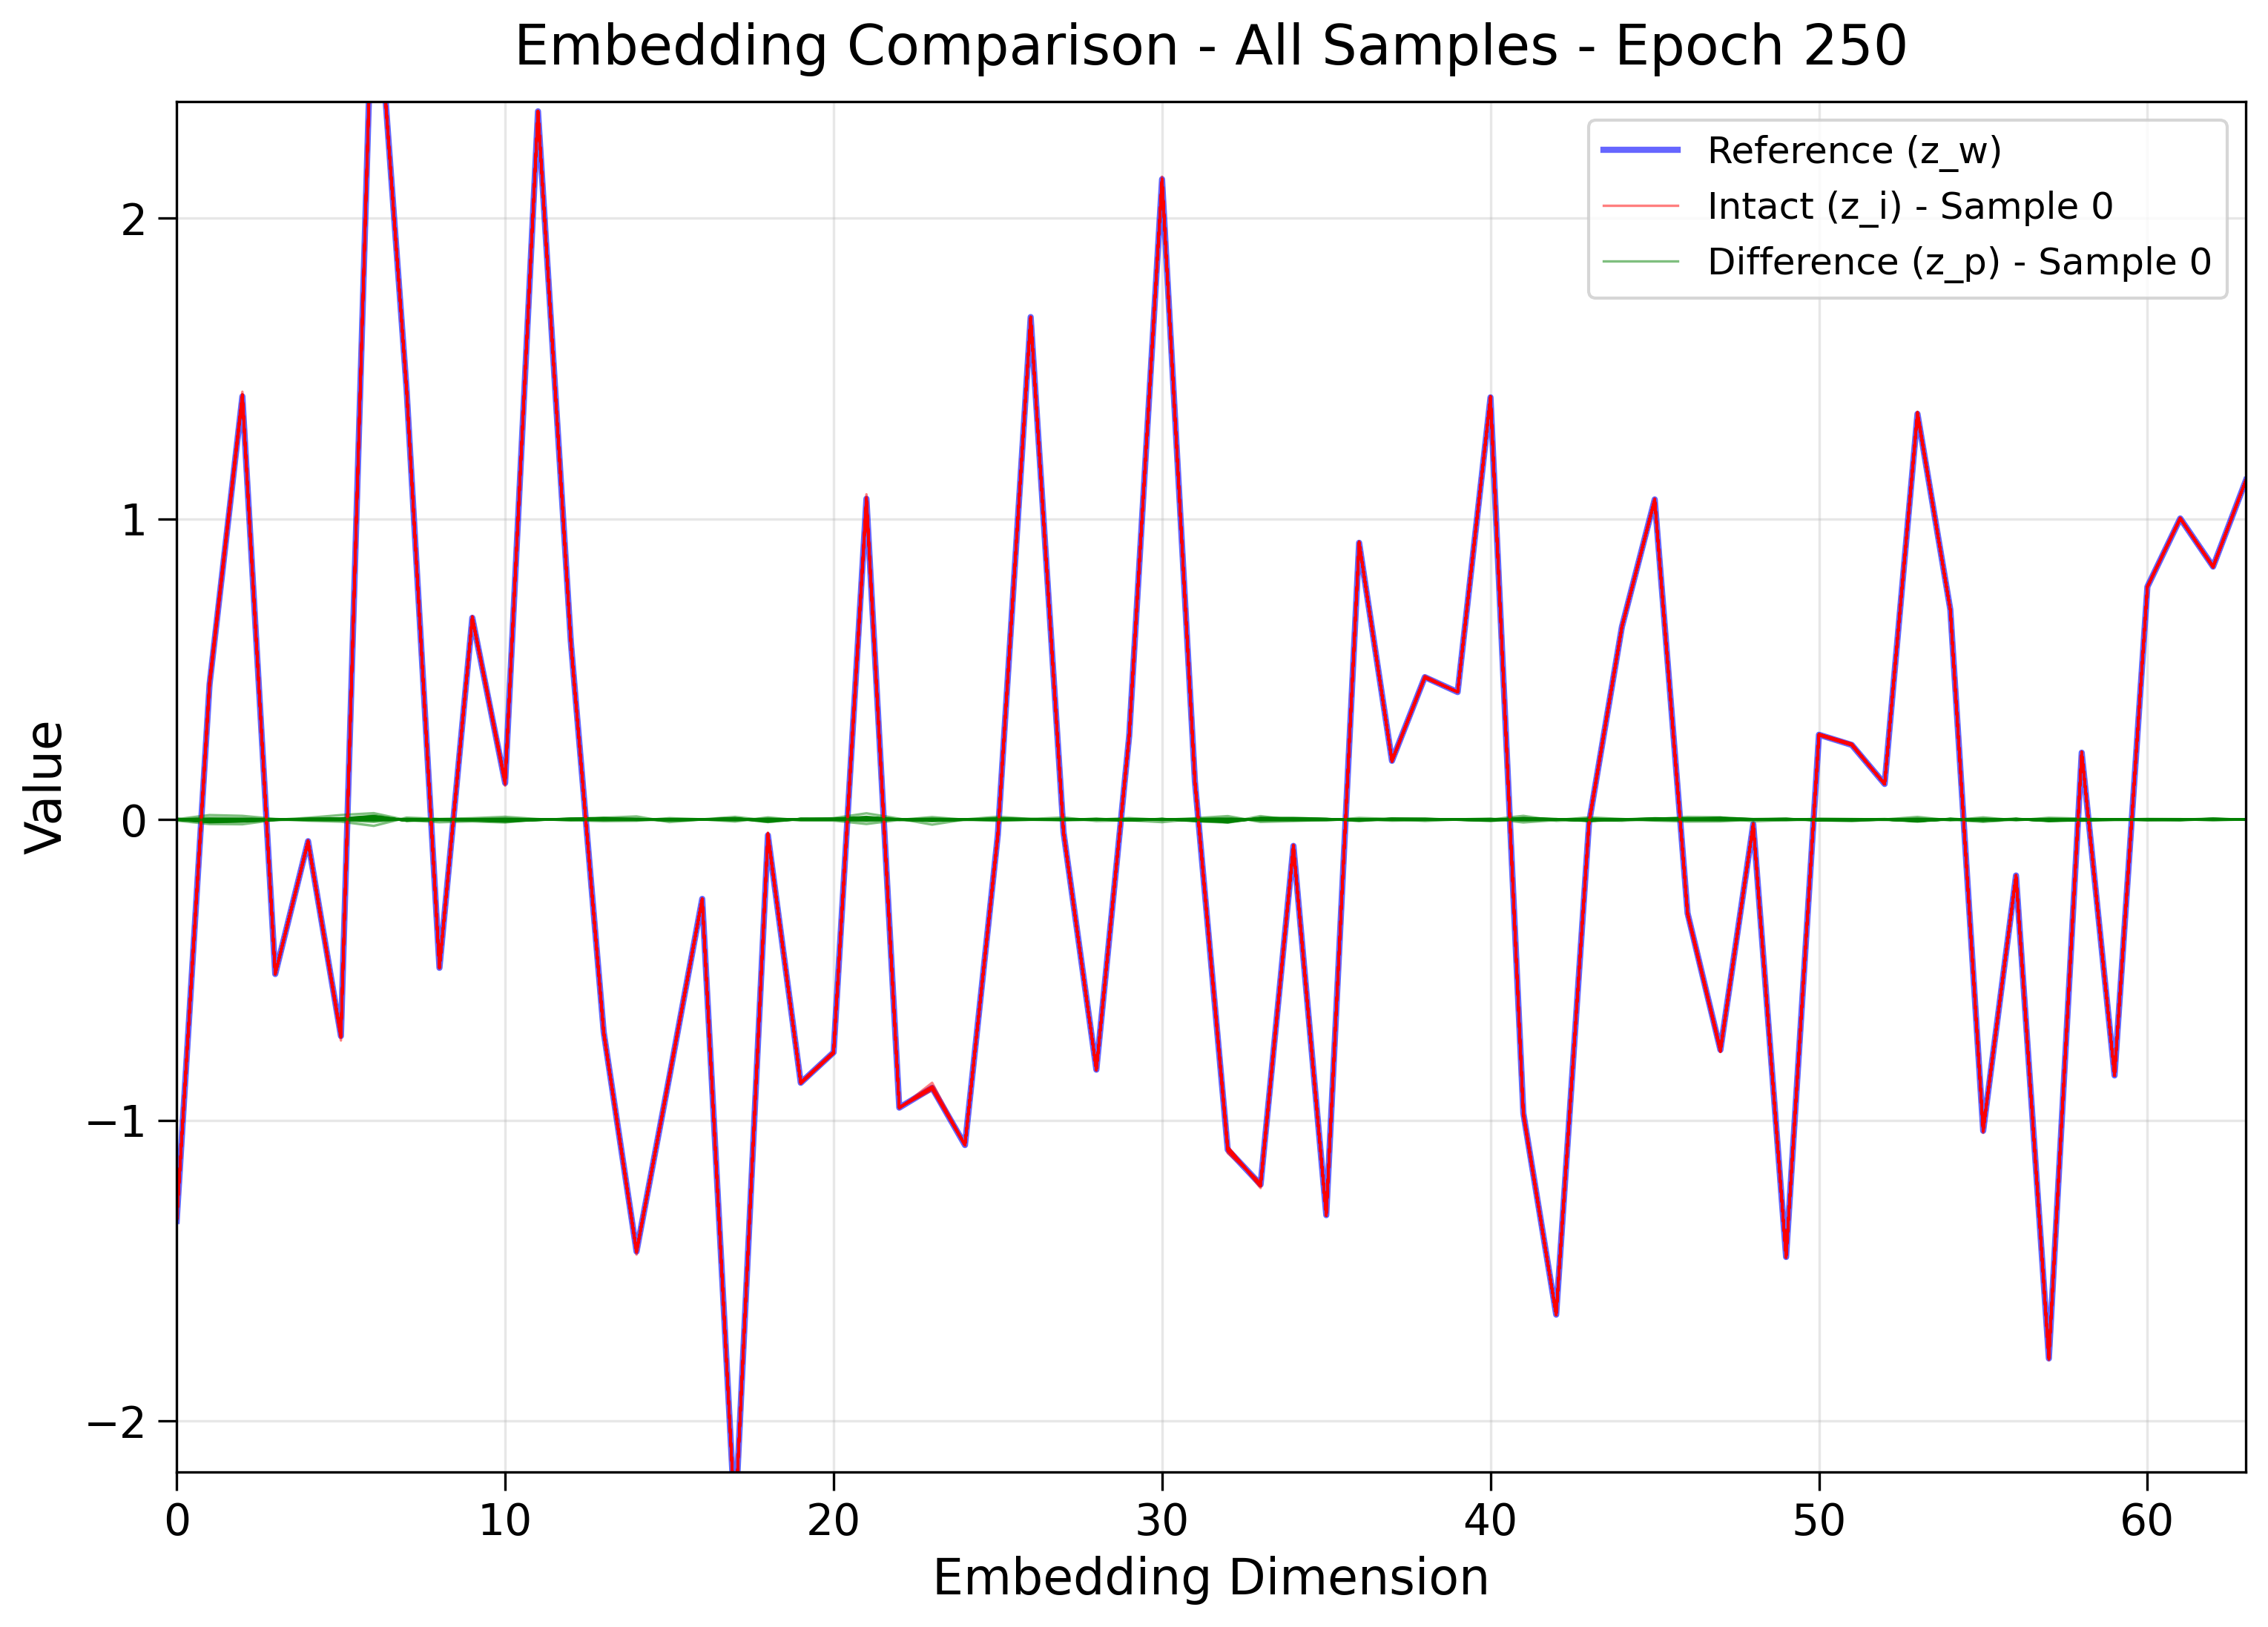 Embedding Comparison - All Samples - Epoch 250
Reference (z_w)
Intact (z_i) - Sample 0
Difference (z_p) - Sample 0
Value
2
1
0
−1
−2
0 10 20 30 40 50 60
Embedding Dimension